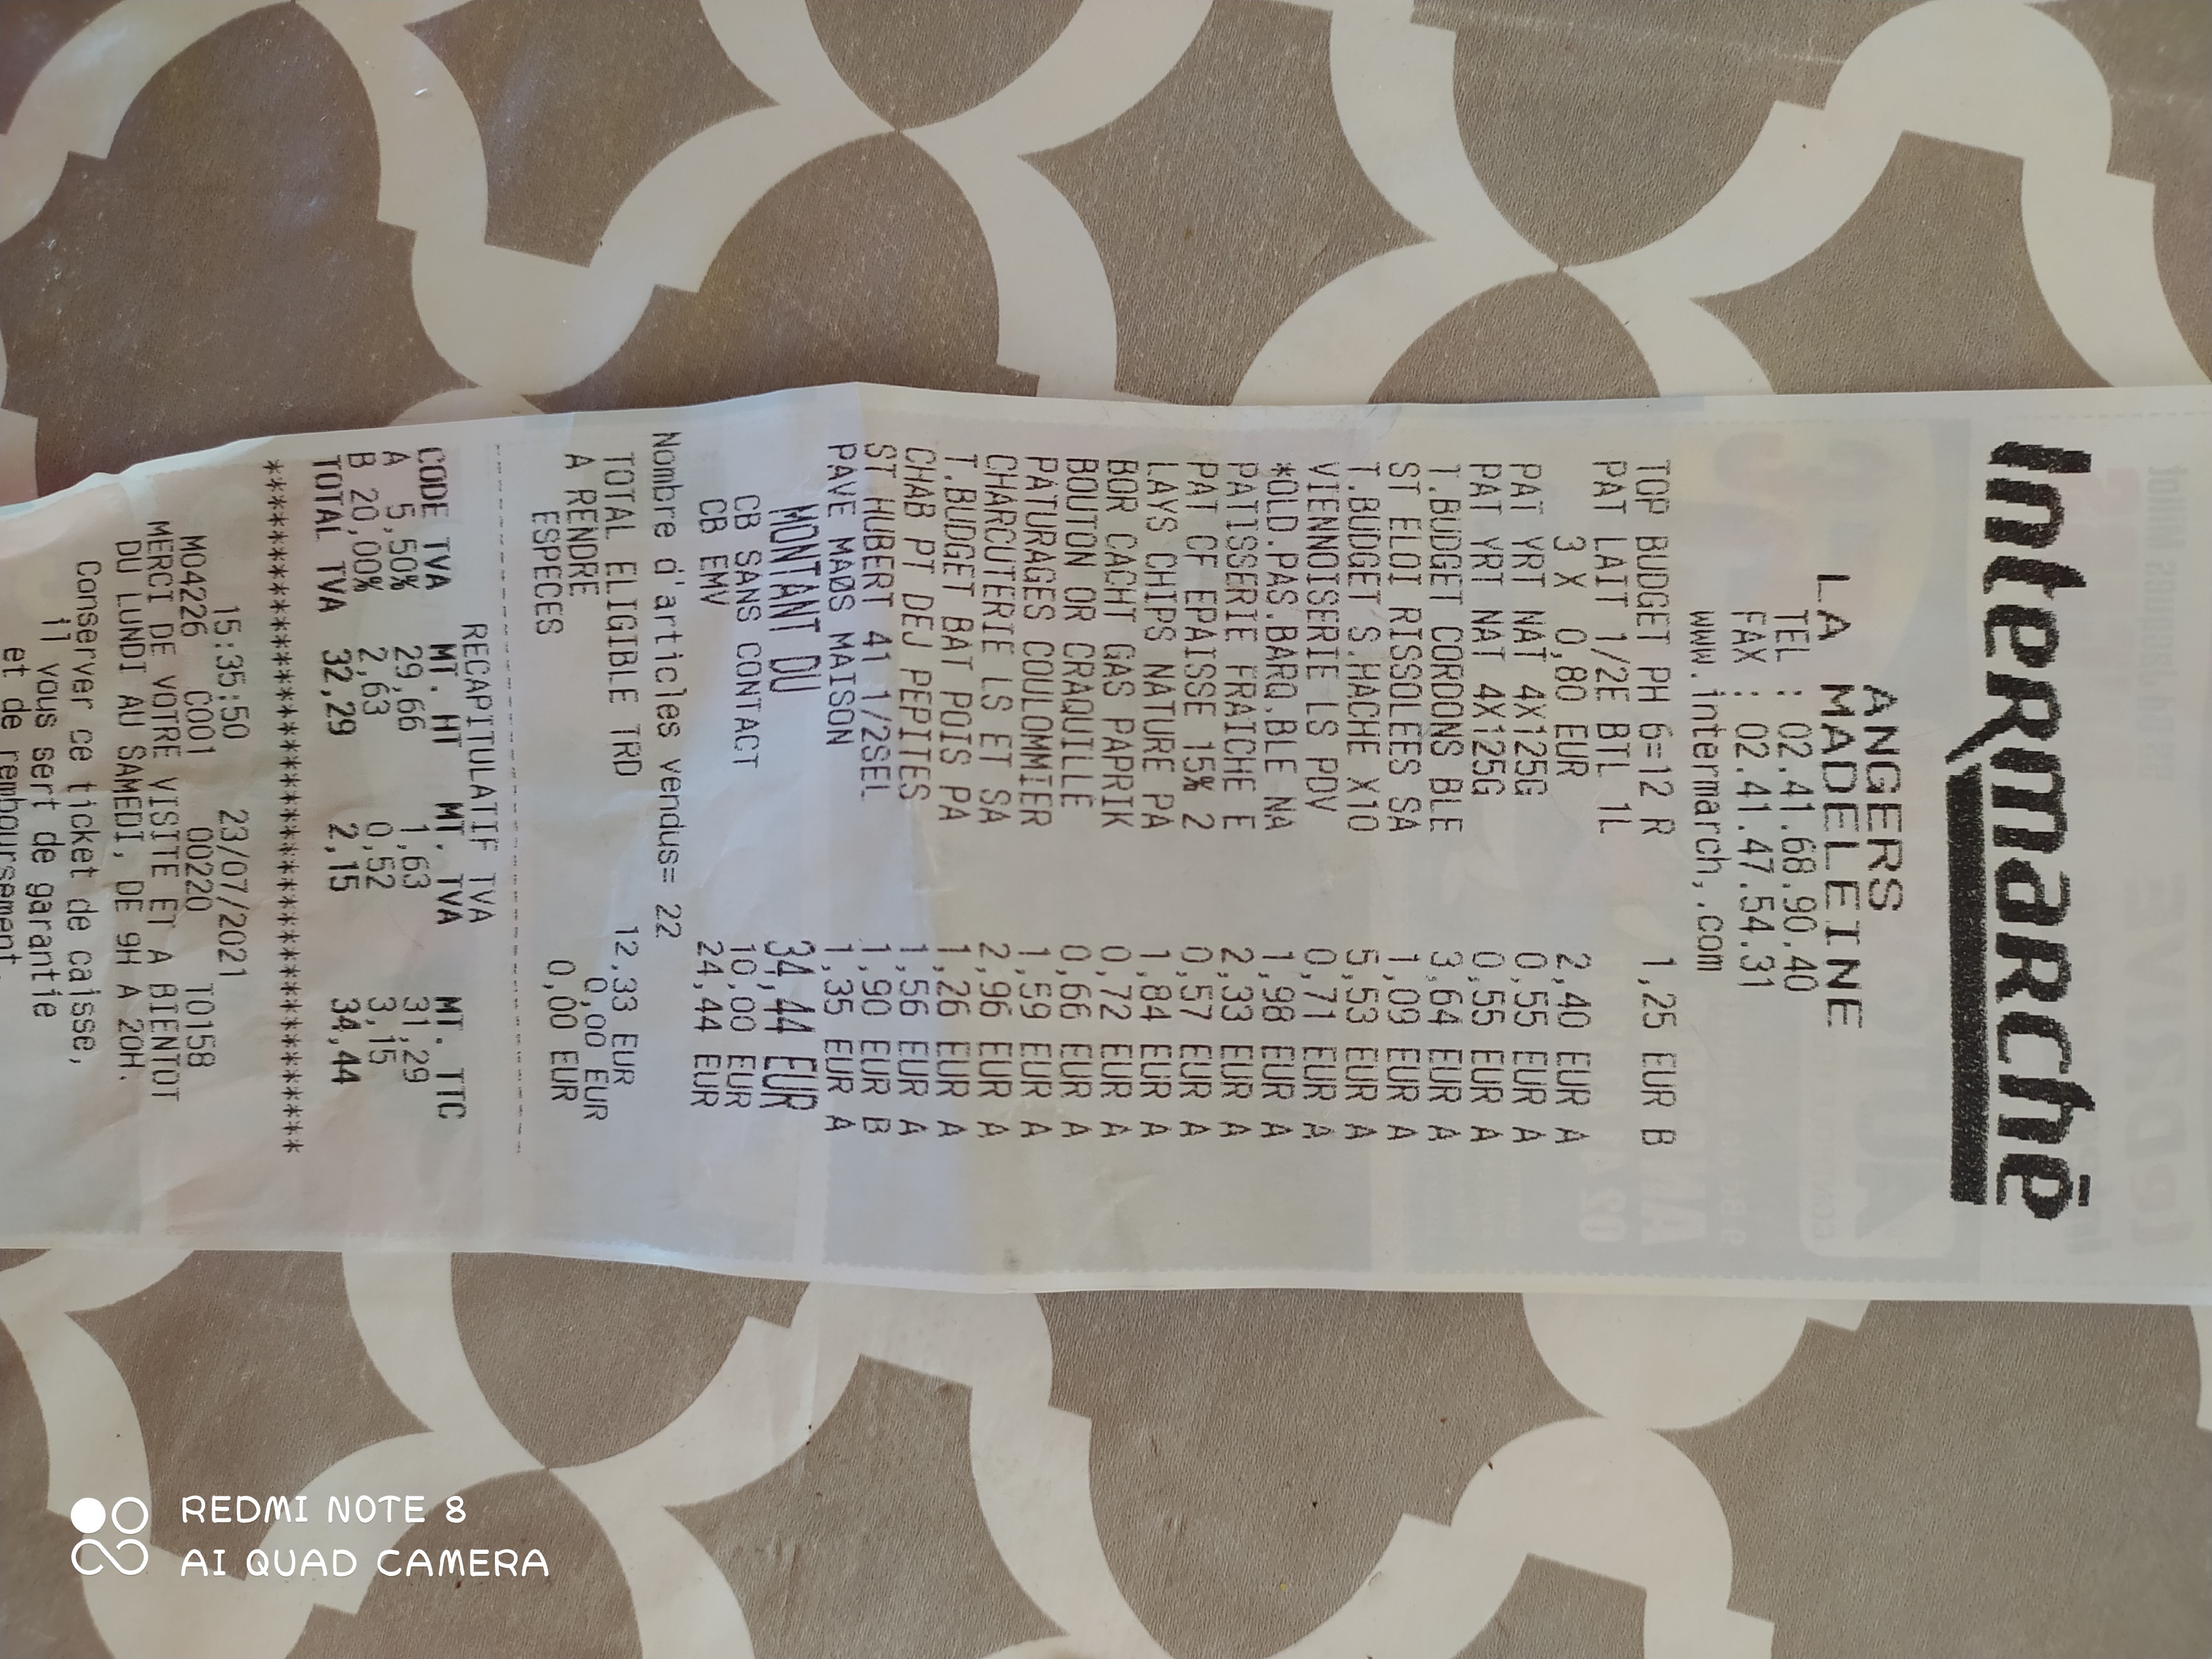 InterMarchē
ANGERS
LA MADELEINE
TEL : 02.41.68.90.40
FAX : 02.41.47.54.31
www.intermarch,.com
TOP BUDGET PH 6=12 R 1,25 EUR B
PAT LAIT 1/2E BTL 1L
3 X 0,80 EUR 2,40 EUR A
PAT YRT NAT 4X125G 0,55 EUR A
PAT YRT NAT 4X125G 0,55 EUR A
T.BUDGET CORDONS BLE 3,64 EUR A
ST ELOI RISSOLEES SA 1,09 EUR A
T.BUDGET S.HACHE X10 5,53 EUR A
VIENNOISERIE LS PDV 0,71 EUR A
*OLD.PAS.BARQ.BLE NA 1,98 EUR A
PATISSERIE FRAICHE E 2,33 EUR A
PAT CF EPAISSE 15% 2 0,57 EUR A
LAYS CHIPS NATURE PA 1,84 EUR A
BOR CACHT GAS PAPRIK 0,72 EUR A
BOUTON OR CRAQUILLE 0,66 EUR A
PATURAGES COULOMMIER 1,59 EUR A
CHARCUTERIE LS ET SA 2,96 EUR A
T.BUDGET BAT POIS PA 1,26 EUR A
CHAB PT DEJ PEPITES 1,56 EUR A
ST HUBERT 41 1/2SEL 1,90 EUR B
PAVE MAØS MAISON 1,35 EUR A
MONTANT DU 34,44 EUR
CB SANS CONTACT 10,00 EUR
CB EMV 24,44 EUR
Nombre d'articles vendus= 22
TOTAL ELIGIBLE TRD 12,33 EUR
A RENDRE 0,00 EUR
ESPECES 0,00 EUR
RECAPITULATIF TVA
CODE TVA MT. HT MT. TVA MT. TTC
A 5,50% 29,66 1,63 31,29
B 20,00% 2,63 0,52 3,15
TOTAL TVA 32,29 2,15 34,44
15:35:50 23/07/2021
M04226 C001 00220 T0158
MERCI DE VOTRE VISITE ET A BIENTOT
DU LUNDI AU SAMEDI, DE 9H A 20H.
Conserver ce ticket de caisse,
il vous sert de garantie
et de remboursement.
REDMI NOTE 8
AI QUAD CAMERA